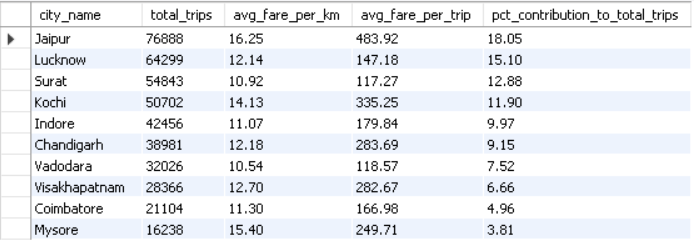 city_name total_trips avg_fare_per_km avg_fare_per_trip pct_contribution_to_total_trips
Jaipur 76888 16.25 483.92 18.05
Lucknow 64299 12.14 147.18 15.10
Surat 54843 10.92 117.27 12.88
Kochi 50702 14.13 335.25 11.90
Indore 42456 11.07 179.84 9.97
Chandigarh 38981 12.18 283.69 9.15
Vadodara 32026 10.54 118.57 7.52
Visakhapatnam 28366 12.70 282.67 6.66
Coimbatore 21104 11.30 166.98 4.96
Mysore 16238 15.40 249.71 3.81